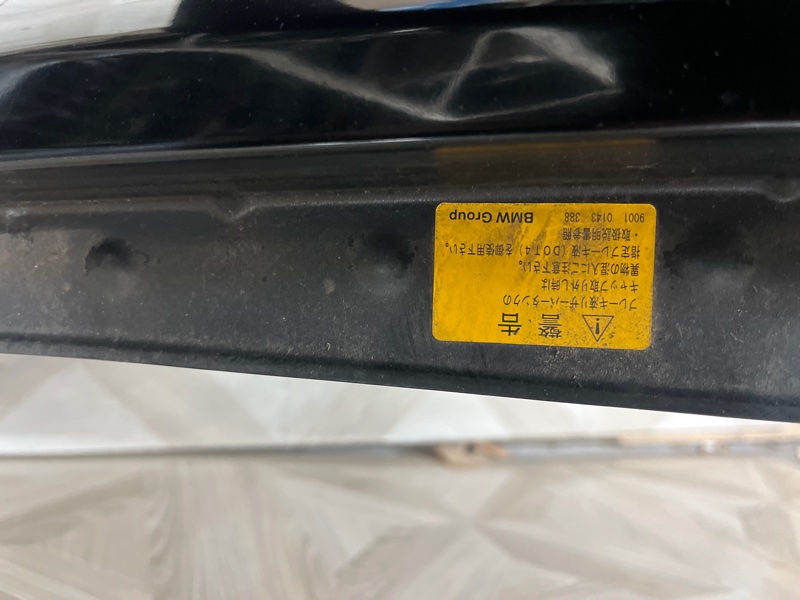 ⚠ 警告
ブレーキ液リザーバータンクの
キャップ取り外し時は
異物の混入にご注意下さい。
指定ブレーキ液（DOT4）を御使用下さい。
・取扱説明書参照
9001 0143 388 BMW Group